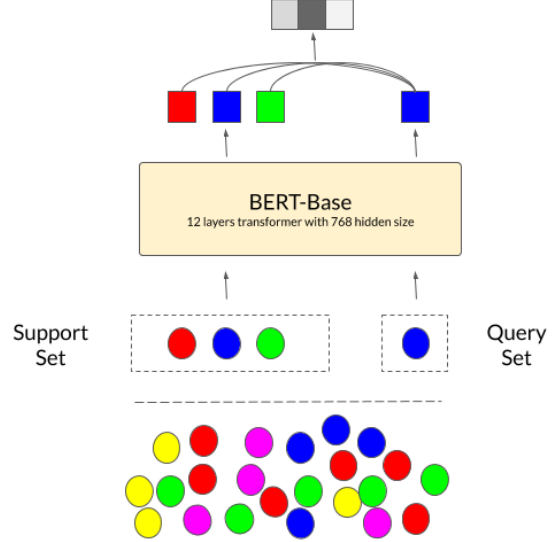 BERT-Base
12 layers transformer with 768 hidden size
Support
Set
Query
Set